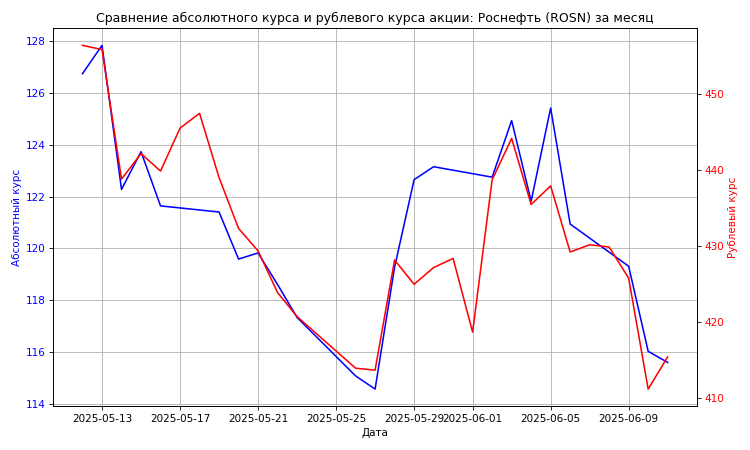 Сравнение абсолютного курса и рублевого курса акции: Роснефть (ROSN) за месяц
128
126
124
122
120
118
116
114
Абсолютный курс
450
440
430
420
410
Рублевый курс
2025-05-13 2025-05-17 2025-05-21 2025-05-25 2025-05-29 2025-06-01 2025-06-05 2025-06-09
Дата